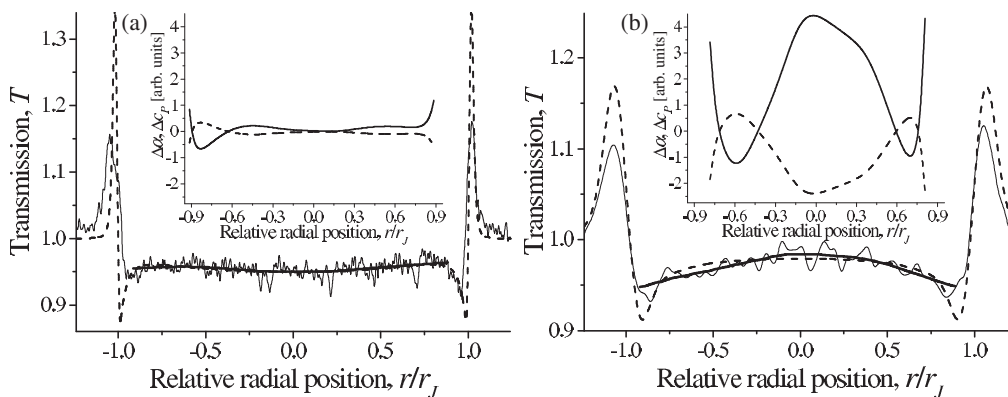 (a)
1.3
1.2
1.1
1.0
0.9
Transmission, T
-1.0 -0.5 0.0 0.5 1.0
Relative radial position, r/r_J
4
3
2
1
0
-1
-2
Δα, Δc_P [arb. units]
-0.9 -0.6 -0.3 0.0 0.3 0.6 0.9
Relative radial position, r/r_J
(b)
1.2
1.1
1.0
0.9
Transmission, T
-1.0 -0.5 0.0 0.5 1.0
Relative radial position, r/r_J
4
3
2
1
0
-1
-2
Δα, Δc_P [arb. units]
-0.9 -0.6 -0.3 0.0 0.3 0.6 0.9
Relative radial position, r/r_J